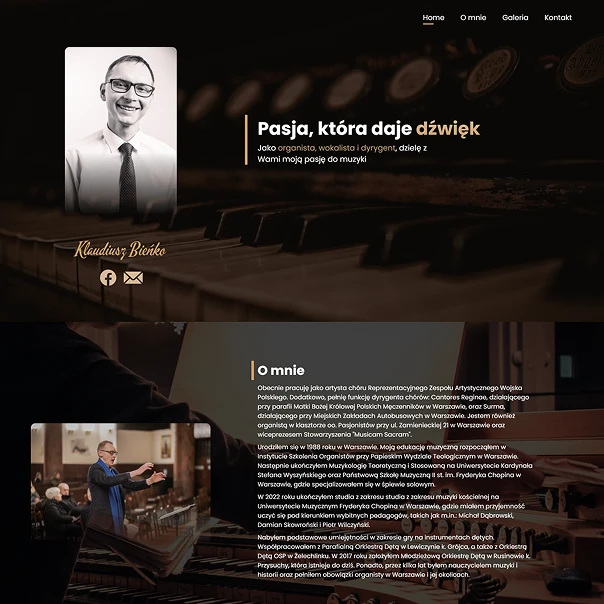 Home O mnie Galeria Kontakt
Pasja, która daje dźwięk
Jako organista, wokalista i dyrygent, dzielę z
Wami moją pasję do muzyki
Klaudiusz Bieńko
O mnie
Obecnie pracuję jako artysta chóru Reprezentacyjnego Zespołu Artystycznego Wojska
Polskiego. Dodatkowo, pełnię funkcję dyrygenta chórów: Cantores Reginae, działającego
przy parafii Matki Bożej Królowej Polskich Męczenników w Warszawie, oraz Surma,
działającego przy Miejskich Zakładach Autobusowych w Warszawie. Jestem również
organistą w klasztorze oo. Pasjonistów przy ul. Zamienieckiej 21 w Warszawie oraz
wiceprezesem Stowarzyszenia "Musicam Sacram".
Urodziłem się w 1988 roku w Warszawie. Moją edukację muzyczną rozpocząłem w
Instytucie Szkolenia Organistów przy Papieskim Wydziale Teologicznym w Warszawie.
Następnie ukończyłem Muzykologię Teoretyczną i Stosowaną na Uniwersytecie Kardynała
Stefana Wyszyńskiego oraz Państwową Szkołę Muzyczną II st. im. Fryderyka Chopina w
Warszawie, gdzie specjalizowałem się w śpiewie solowym.
W 2022 roku ukończyłem studia z zakresu studia z zakresu muzyki kościelnej na
Uniwersytecie Muzycznym Fryderyka Chopina w Warszawie, gdzie miałem przyjemność
uczyć się pod kierunkiem wybitnych pedagogów, takich jak m.in.: Michał Dąbrowski,
Damian Skowroński i Piotr Wilczyński.
Nabyłem podstawowe umiejętności w zakresie gry na instrumentach dętych.
Współpracowałem z Parafialną Orkiestrą Dętą w Lewicznie k. Grójca, a także z Orkiestrą
Dętą OSP w Żelechlinku. W 2017 roku założyłem Młodzieżową Orkiestrę Dętą w Rusinowie k.
Przysuchy, która istnieje do dziś. Ponadto, przez kilka lat byłem nauczycielem muzyki i
historii oraz pełniłem obowiązki organisty w Warszawie i jej okolicach.